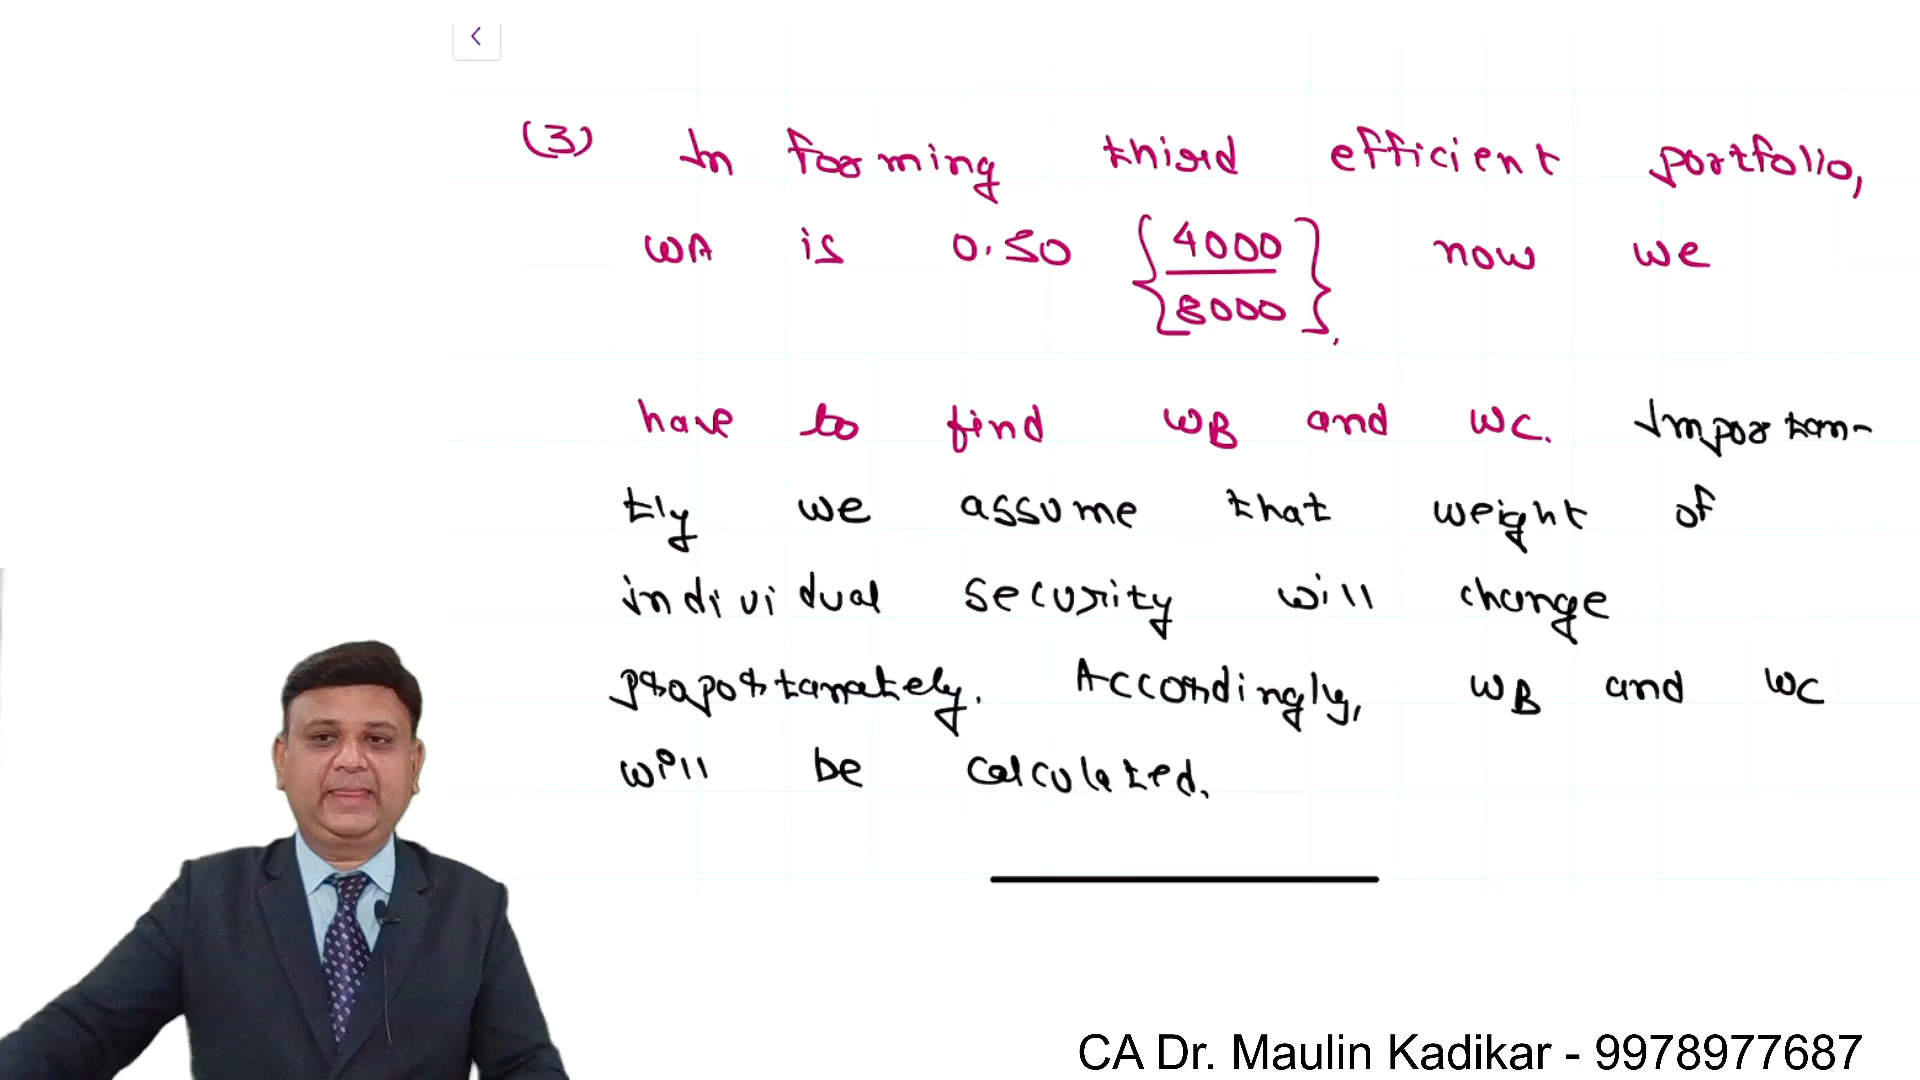 (3) In forming third efficient portfolio,
WA is 0.50 {4000/8000}, now we
have to find WB and WC. Importan-
tly we assume that weight of
individual security will change
proportanately. Accordingly, WB and WC
will be calculated.
CA Dr. Maulin Kadikar - 9978977687